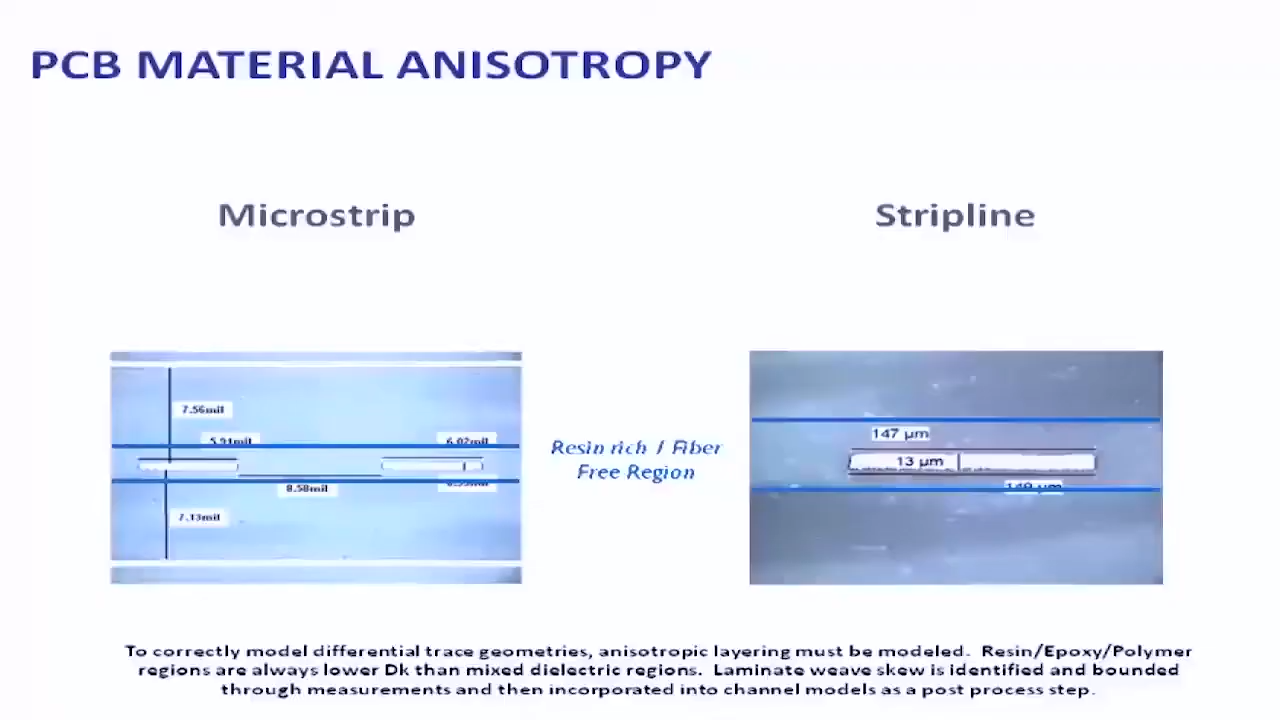 PCB MATERIAL ANISOTROPY
Microstrip
Stripline
7.56mil
5.91mil
6.02mil
8.58mil
7.13mil
Resin rich / Fiber
Free Region
147 µm
13 µm
149 µm
To correctly model differential trace geometries, anisotropic layering must be modeled. Resin/Epoxy/Polymer
regions are always lower Dk than mixed dielectric regions. Laminate weave skew is identified and bounded
through measurements and then incorporated into channel models as a post process step.